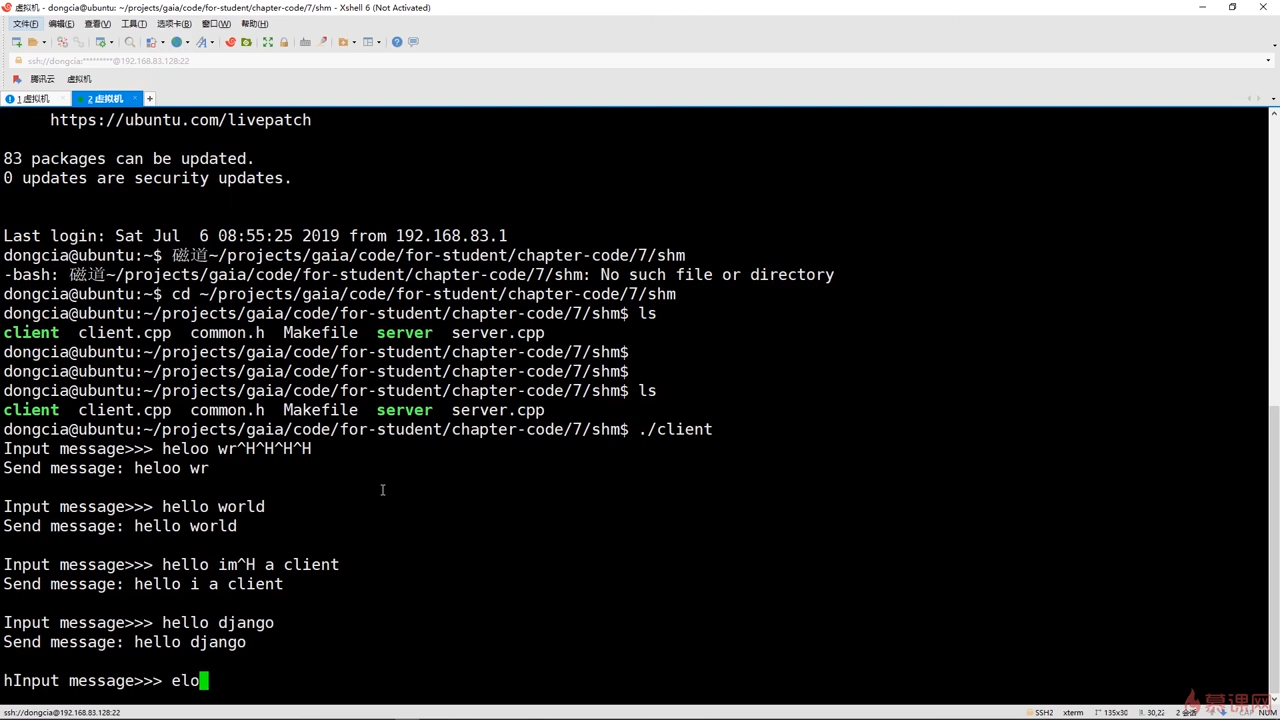 虚拟机 - dongcia@ubuntu: ~/projects/gaia/code/for-student/chapter-code/7/shm - Xshell 6 (Not Activated)
文件(F) 编辑(E) 查看(V) 工具(T) 选项卡(B) 窗口(W) 帮助(H)
ssh://dongcia:*********@192.168.83.128:22
腾讯云 虚拟机
1 虚拟机 × 2 虚拟机 × +
https://ubuntu.com/livepatch
83 packages can be updated.
0 updates are security updates.
Last login: Sat Jul  6 08:55:25 2019 from 192.168.83.1
dongcia@ubuntu:~$ 磁道~/projects/gaia/code/for-student/chapter-code/7/shm
-bash: 磁道~/projects/gaia/code/for-student/chapter-code/7/shm: No such file or directory
dongcia@ubuntu:~$ cd ~/projects/gaia/code/for-student/chapter-code/7/shm
dongcia@ubuntu:~/projects/gaia/code/for-student/chapter-code/7/shm$ ls
client  client.cpp  common.h  Makefile  server  server.cpp
dongcia@ubuntu:~/projects/gaia/code/for-student/chapter-code/7/shm$
dongcia@ubuntu:~/projects/gaia/code/for-student/chapter-code/7/shm$
dongcia@ubuntu:~/projects/gaia/code/for-student/chapter-code/7/shm$ ls
client  client.cpp  common.h  Makefile  server  server.cpp
dongcia@ubuntu:~/projects/gaia/code/for-student/chapter-code/7/shm$ ./client
Input message>>> heloo wr^H^H^H^H
Send message: heloo wr
Input message>>> hello world
Send message: hello world
Input message>>> hello im^H a client
Send message: hello i a client
Input message>>> hello django
Send message: hello django
hInput message>>> elo
慕课网
ssh://dongcia@192.168.83.128:22 SSH2 xterm 135x30 30,22 2 会话 CAP NUM